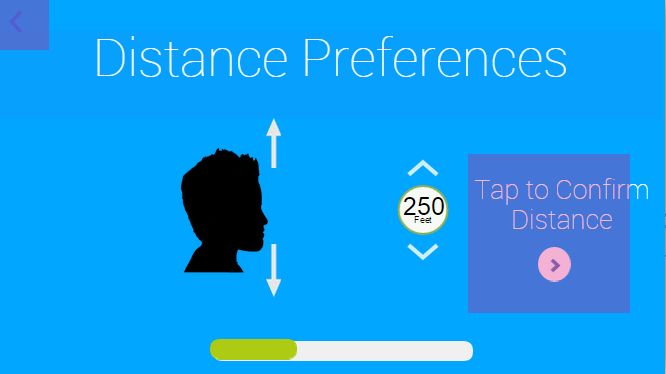 Distance Preferences
250
Feet
Tap to Confirm
Distance